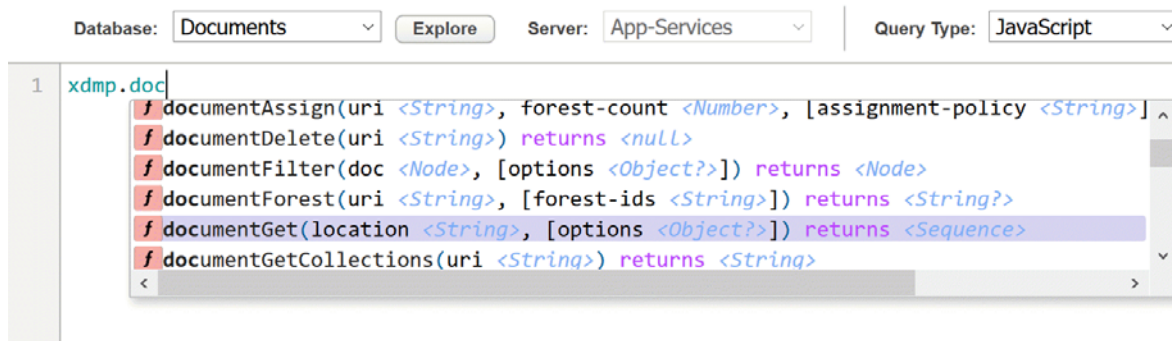 Database: Documents Explore Server: App-Services Query Type: JavaScript
1 xdmp.doc
f documentAssign(uri <String>, forest-count <Number>, [assignment-policy <String>]
f documentDelete(uri <String>) returns <null>
f documentFilter(doc <Node>, [options <Object?>]) returns <Node>
f documentForest(uri <String>, [forest-ids <String>]) returns <String?>
f documentGet(location <String>, [options <Object?>]) returns <Sequence>
f documentGetCollections(uri <String>) returns <String>